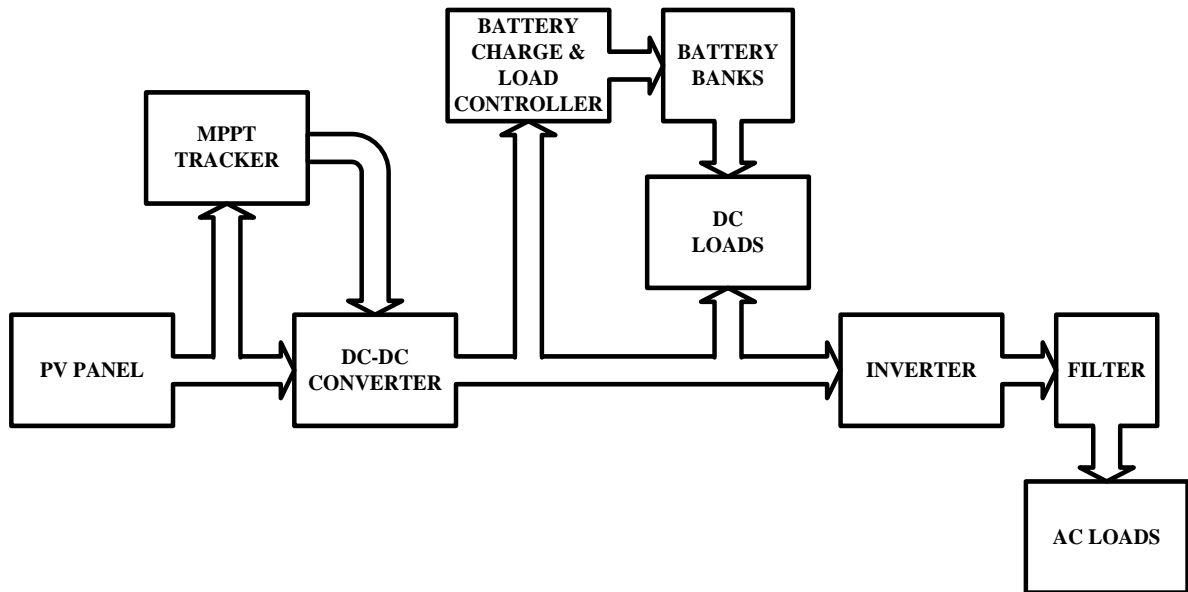 BATTERY
CHARGE &
LOAD
CONTROLLER
BATTERY
BANKS
MPPT
TRACKER
DC
LOADS
PV PANEL
DC-DC
CONVERTER
INVERTER
FILTER
AC LOADS